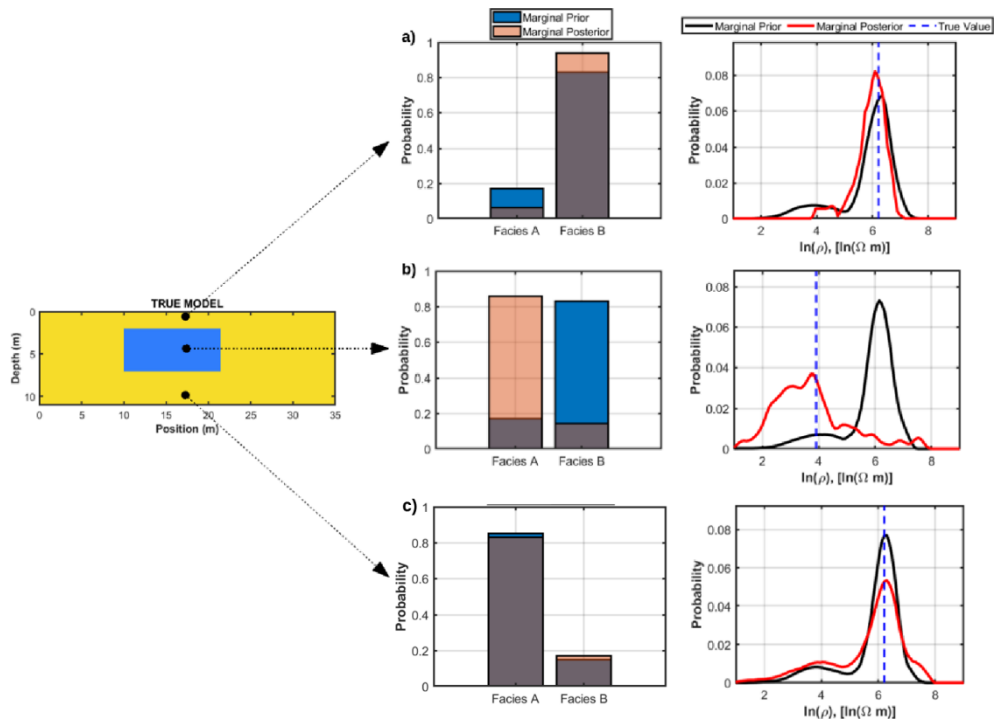 Marginal Prior
Marginal Posterior
Marginal Prior Marginal Posterior True Value
a)
1
0.8
0.6
0.4
0.2
0
Probability
Facies A Facies B
0.08
0.06
0.04
0.02
0
Probability
2 4 6 8
ln(ρ), [ln(Ω m)]
TRUE MODEL
0
5
10
Depth (m)
0 5 10 15 20 25 30 35
Position (m)
b)
1
0.8
0.6
0.4
0.2
0
Probability
Facies A Facies B
0.08
0.06
0.04
0.02
0
Probability
2 4 6 8
ln(ρ), [ln(Ω m)]
c)
1
0.8
0.6
0.4
0.2
0
Probability
Facies A Facies B
0.08
0.06
0.04
0.02
0
Probability
2 4 6 8
ln(ρ), [ln(Ω m)]